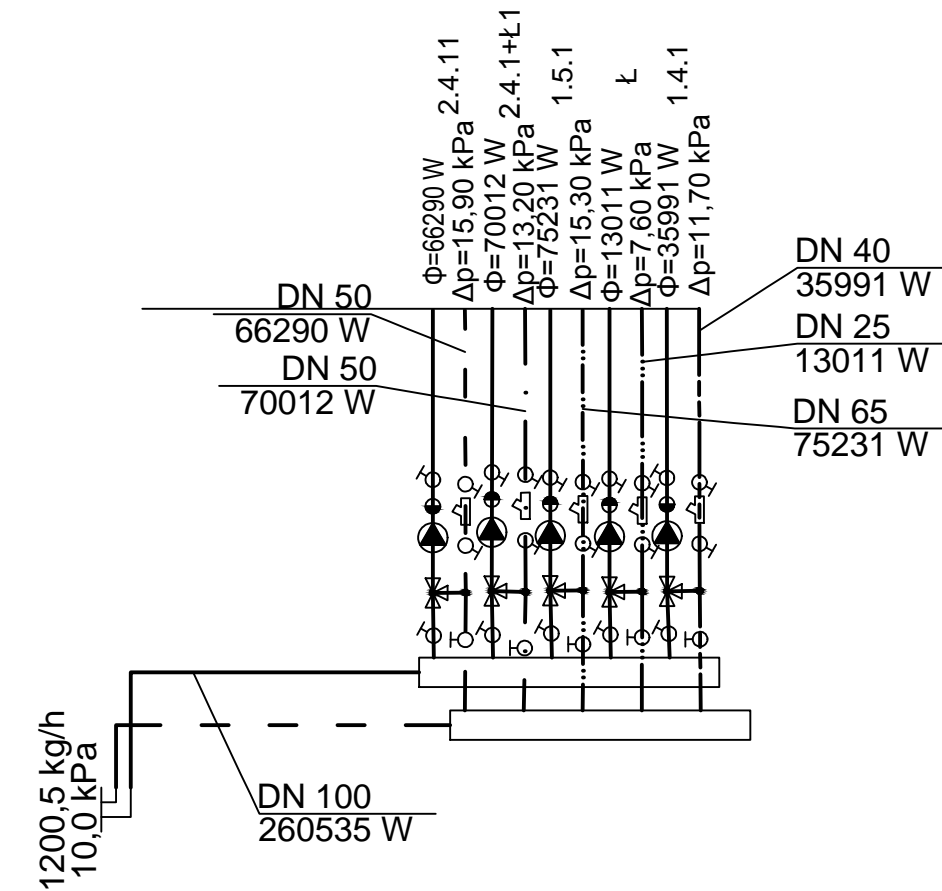 Φ=66290 W
2.4.11
Δp=15,90 kPa
Φ=70012 W
2.4.1+Ł1
Δp=13,20 kPa
Φ=75231 W
1.5.1
Δp=15,30 kPa
Φ=13011 W
Ł
Δp=7,60 kPa
Φ=35991 W
1.4.1
Δp=11,70 kPa
DN 50
66290 W
DN 50
70012 W
DN 40
35991 W
DN 25
13011 W
DN 65
75231 W
1200,5 kg/h
10,0 kPa
DN 100
260535 W